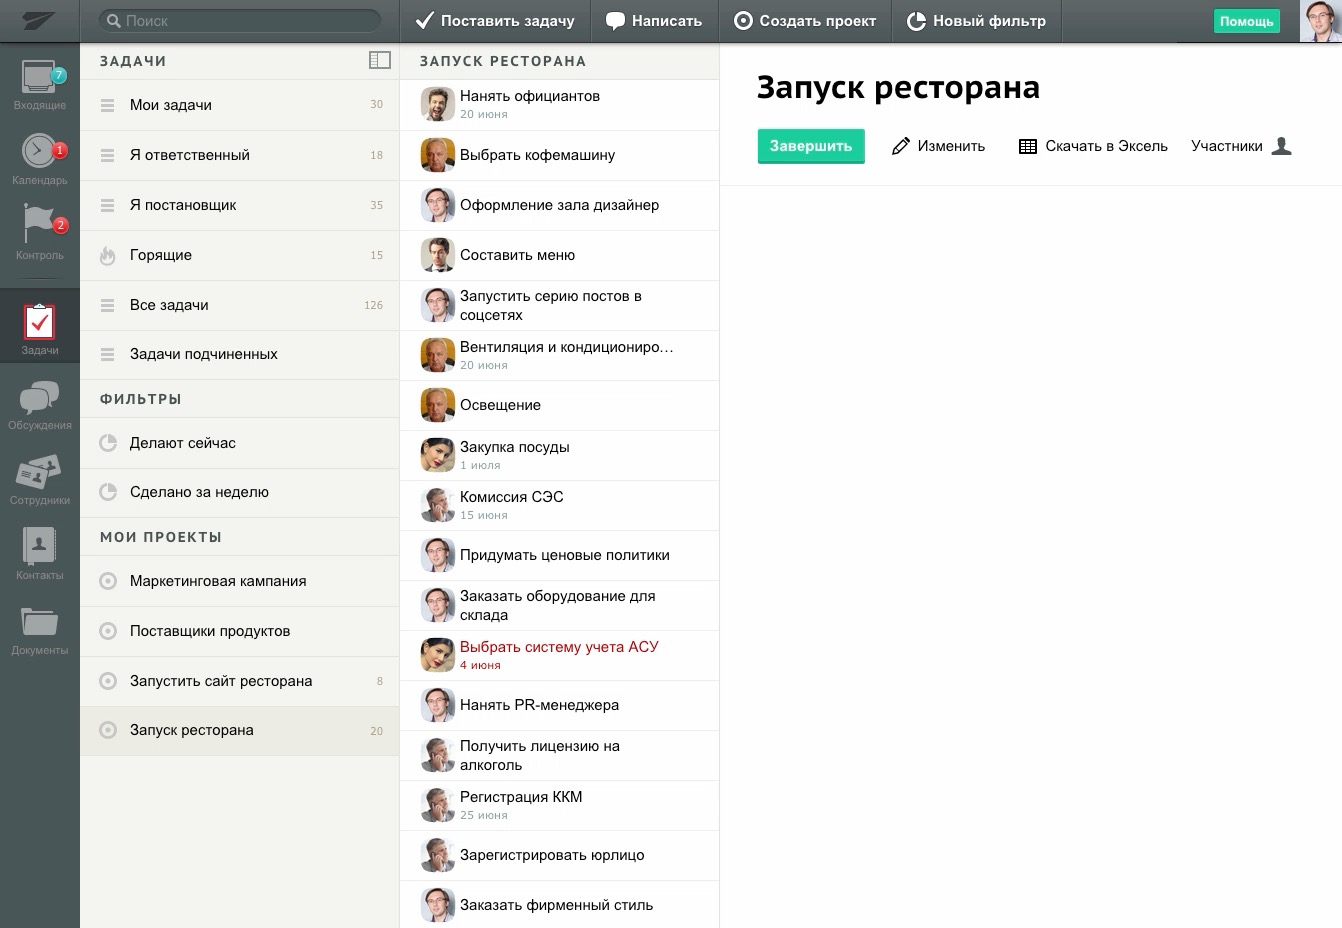 Поиск
Поставить задачу
Написать
Создать проект
Новый фильтр
Помощь
7
Входящие
1
Календарь
2
Контроль
Задачи
Обсуждения
Сотрудники
Контакты
Документы
ЗАДАЧИ
Мои задачи 30
Я ответственный 18
Я постановщик 35
Горящие 15
Все задачи 126
Задачи подчиненных
ФИЛЬТРЫ
Делают сейчас
Сделано за неделю
МОИ ПРОЕКТЫ
Маркетинговая кампания
Поставщики продуктов
Запустить сайт ресторана 8
Запуск ресторана 20
ЗАПУСК РЕСТОРАНА
Нанять официантов
20 июня
Выбрать кофемашину
Оформление зала дизайнер
Составить меню
Запустить серию постов в
соцсетях
Вентиляция и кондициониро…
20 июня
Освещение
Закупка посуды
1 июля
Комиссия СЭС
15 июня
Придумать ценовые политики
Заказать оборудование для
склада
Выбрать систему учета АСУ
4 июня
Нанять PR-менеджера
Получить лицензию на
алкоголь
Регистрация ККМ
25 июня
Зарегистрировать юрлицо
Заказать фирменный стиль
Запуск ресторана
Завершить
Изменить
Скачать в Эксель
Участники